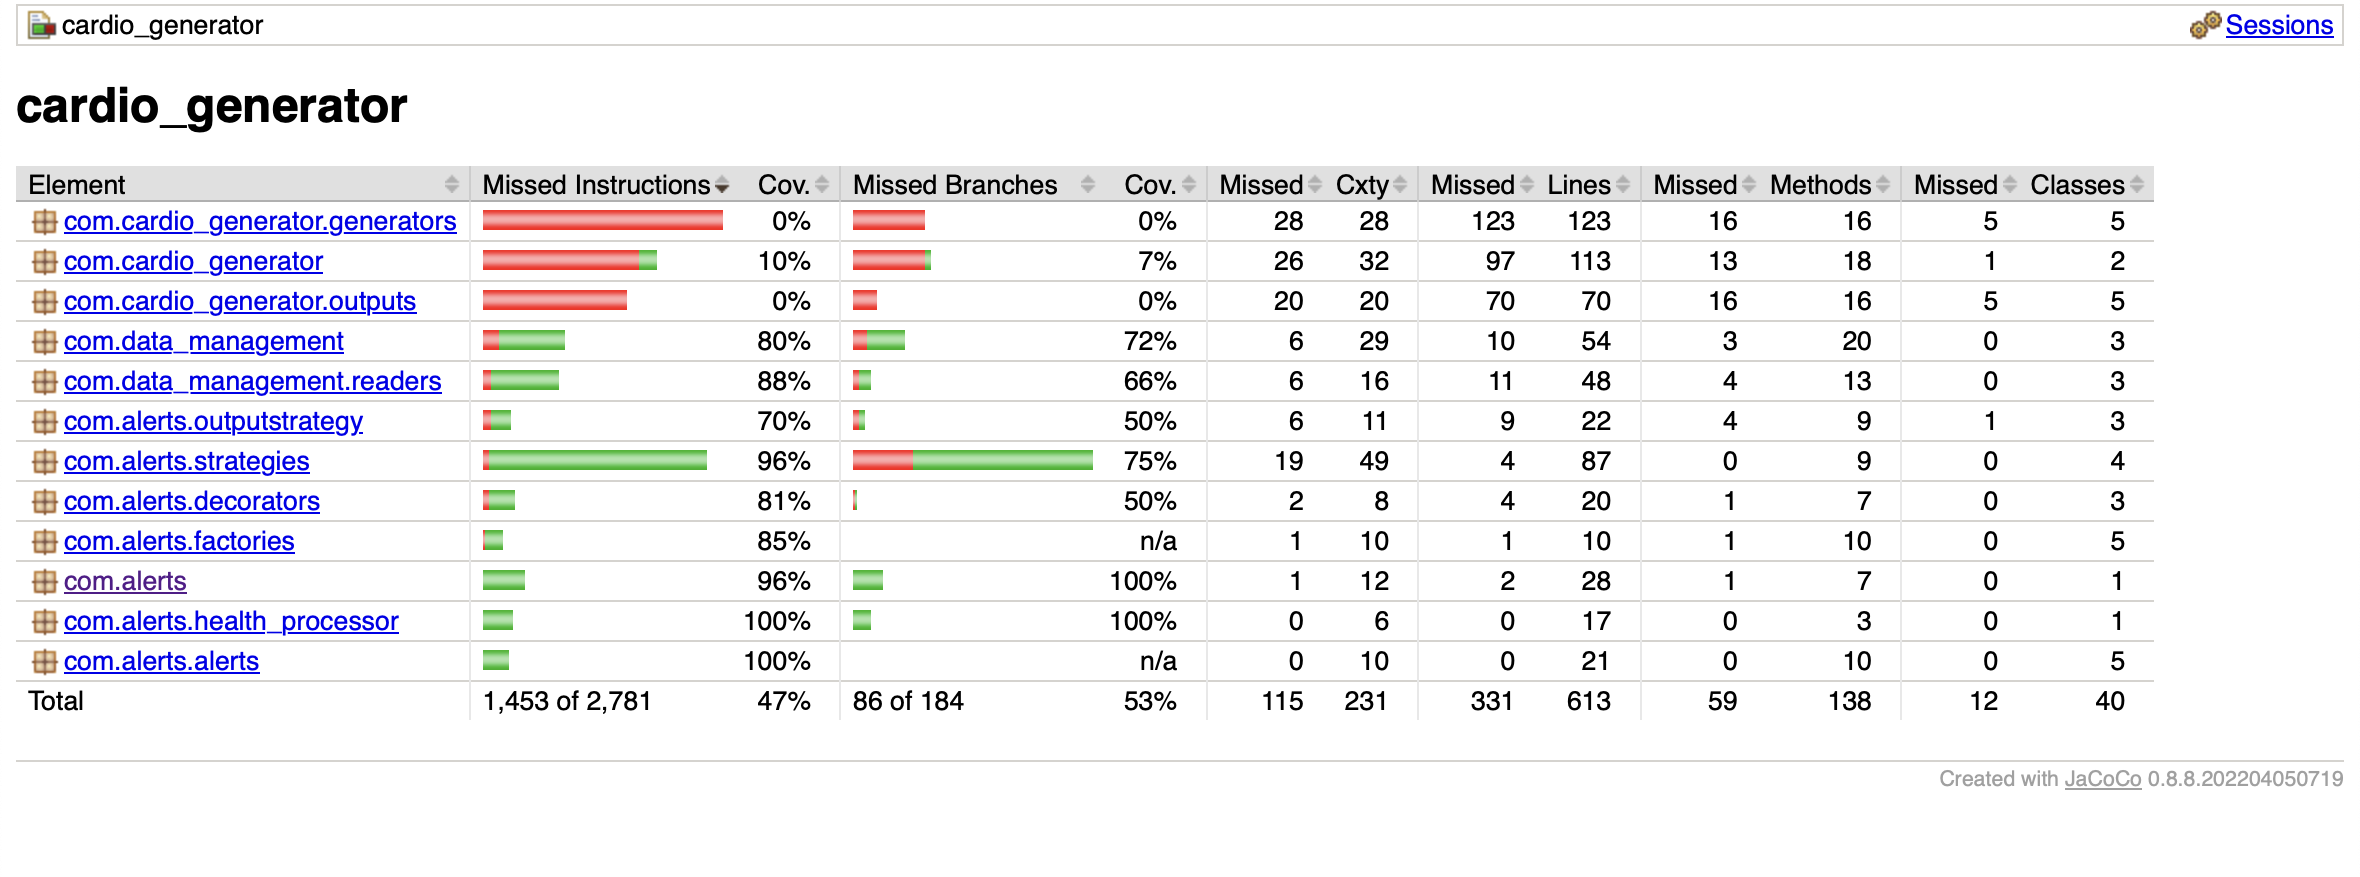 cardio_generator Sessions
cardio_generator
Element Missed Instructions Cov. Missed Branches Cov. Missed Cxty Missed Lines Missed Methods Missed Classes
com.cardio_generator.generators 0% 0% 28 28 123 123 16 16 5 5
com.cardio_generator 10% 7% 26 32 97 113 13 18 1 2
com.cardio_generator.outputs 0% 0% 20 20 70 70 16 16 5 5
com.data_management 80% 72% 6 29 10 54 3 20 0 3
com.data_management.readers 88% 66% 6 16 11 48 4 13 0 3
com.alerts.outputstrategy 70% 50% 6 11 9 22 4 9 1 3
com.alerts.strategies 96% 75% 19 49 4 87 0 9 0 4
com.alerts.decorators 81% 50% 2 8 4 20 1 7 0 3
com.alerts.factories 85% n/a 1 10 1 10 1 10 0 5
com.alerts 96% 100% 1 12 2 28 1 7 0 1
com.alerts.health_processor 100% 100% 0 6 0 17 0 3 0 1
com.alerts.alerts 100% n/a 0 10 0 21 0 10 0 5
Total 1,453 of 2,781 47% 86 of 184 53% 115 231 331 613 59 138 12 40
Created with JaCoCo 0.8.8.202204050719